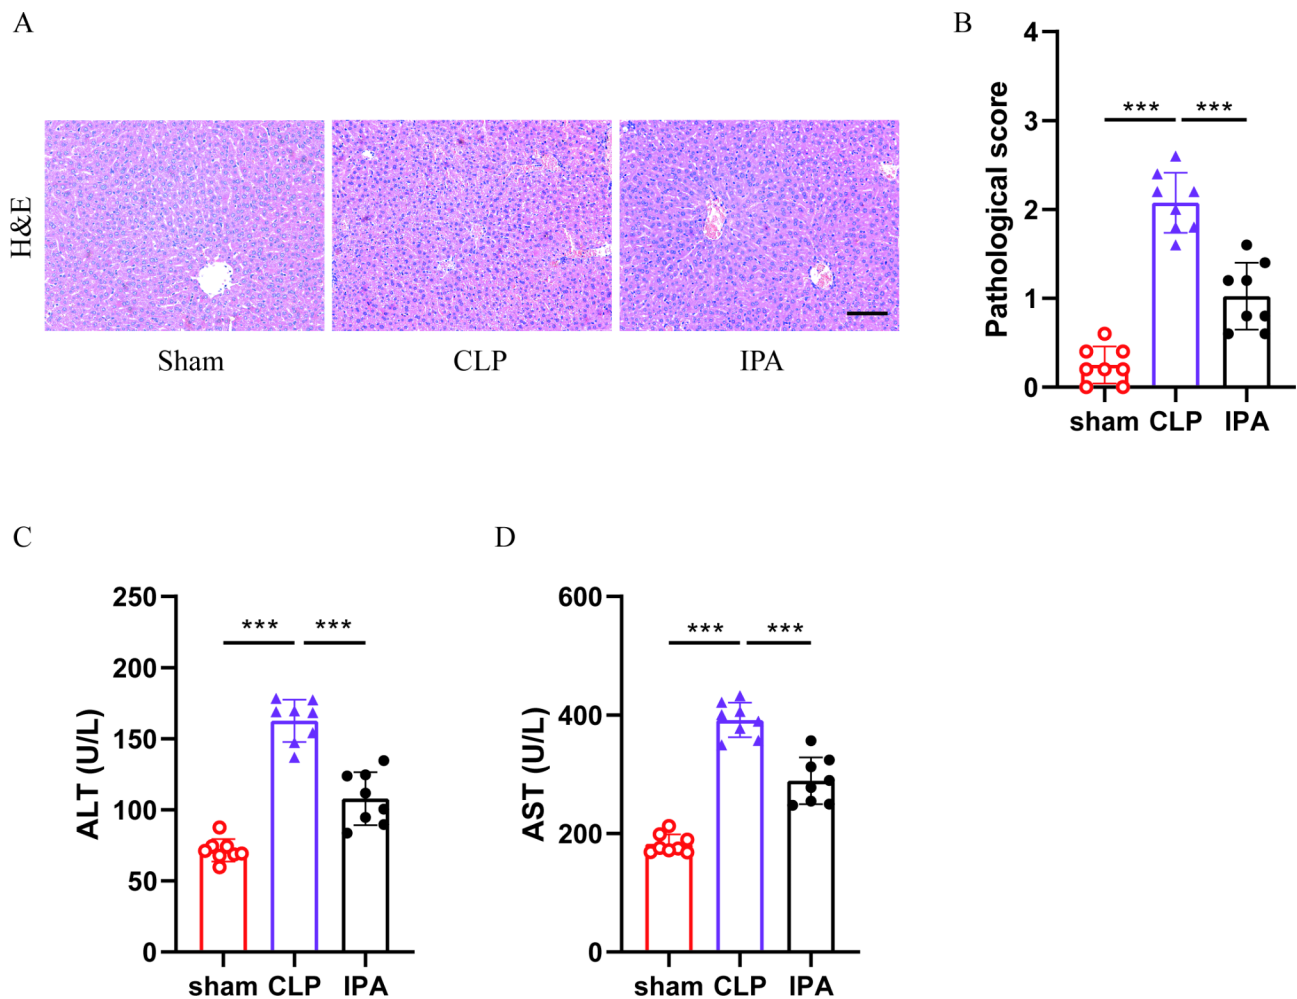 A
H&E
Sham
CLP
IPA
B
Pathological score
4
3
2
1
0
*** ***
sham CLP IPA
C
ALT (U/L)
250
200
150
100
50
0
*** ***
sham CLP IPA
D
AST (U/L)
600
400
200
0
*** ***
sham CLP IPA